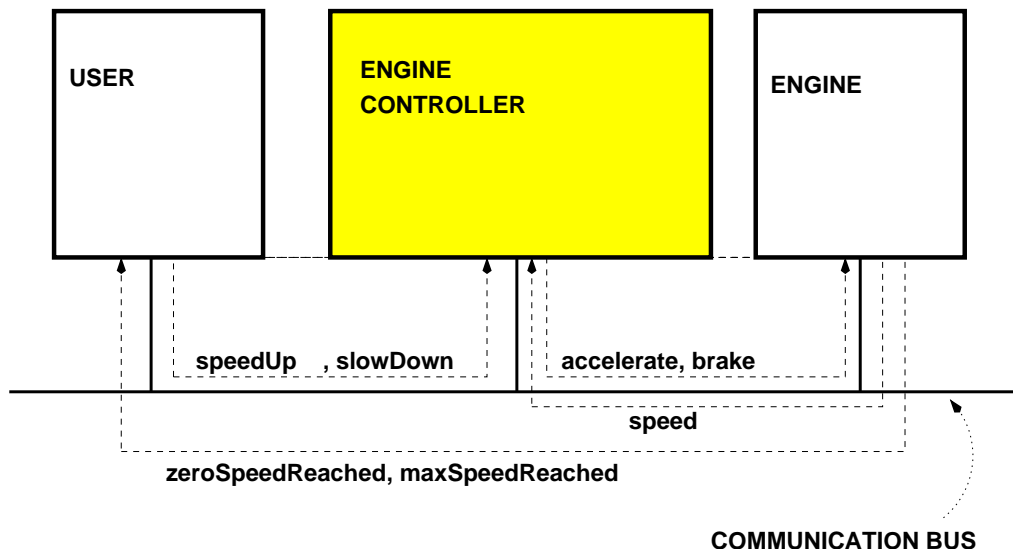 USER
ENGINE
CONTROLLER
ENGINE
speedUp , slowDown
accelerate, brake
speed
zeroSpeedReached, maxSpeedReached
COMMUNICATION BUS